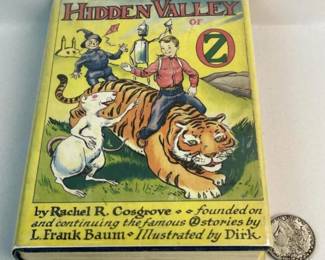 HIDDEN VALLEY
OF
OZ
by Rachel R. Cosgrove founded on
and continuing the famous OZ stories by
L. Frank Baum Illustrated by Dirk